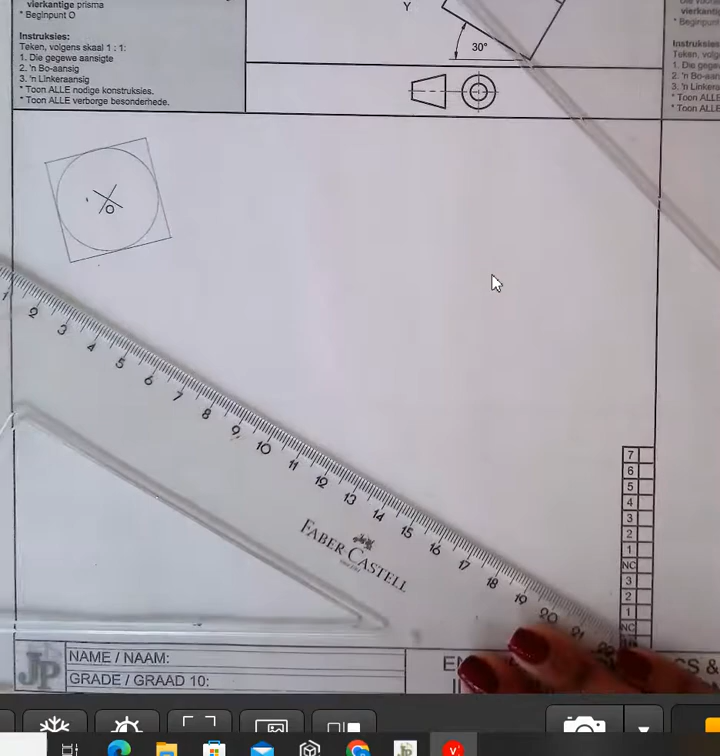 vierkantige prisma
* Beginpunt O
Instruksies:
Teken, volgens skaal 1 : 1:
1. Die gegewe aansigte
2. 'n Bo-aansig
3. 'n Linkeraansig
* Toon ALLE nodige konstruksies.
* Toon ALLE verborge besonderhede.
Y
30°
vierkantig
* Beginpun
Instruksies
Teken, volg
1. Die gege
2. 'n Bo-aan
3. 'n Linkera
* Toon ALL
* Toon ALLE
O
1 2 3 4 5 6 7 8 9 10 11 12 13 14 15 16 17 18 19 20 21 22
FABER CASTELL
7
6
5
4
3
2
1
NC
3
2
1
NC
JP
NAME / NAAM:
GRADE / GRAAD 10:
EN
CS &